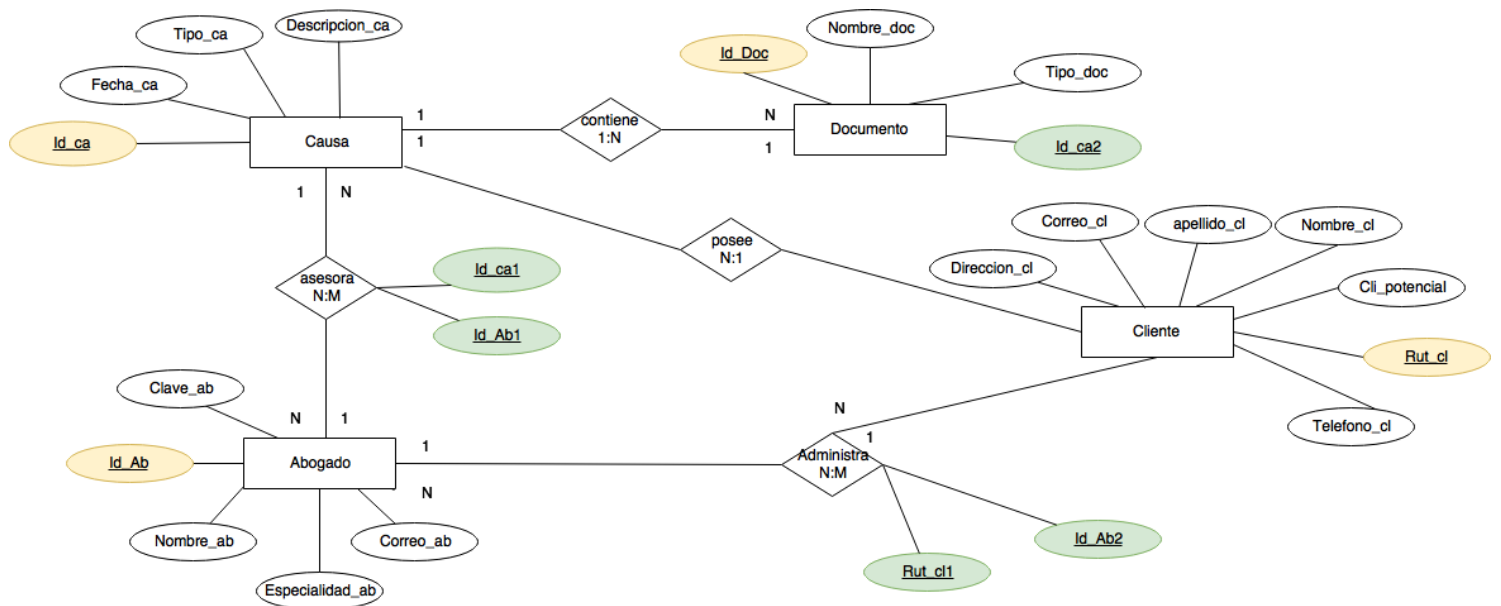 Descripcion_ca
Nombre_doc
Tipo_ca
Id_Doc
Tipo_doc
Fecha_ca
1
contiene
1:N
N
Documento
Id_ca
Causa
1
1
Id_ca2
1
N
Correo_cl
apellido_cl
Nombre_cl
posee
N:1
Direccion_cl
Id_ca1
asesora
N:M
Cli_potencial
Id_Ab1
Cliente
Rut_cl
Clave_ab
N
1
N
1
Telefono_cl
1
Id_Ab
Abogado
Administra
N:M
N
Nombre_ab
Correo_ab
Id_Ab2
Rut_cl1
Especialidad_ab